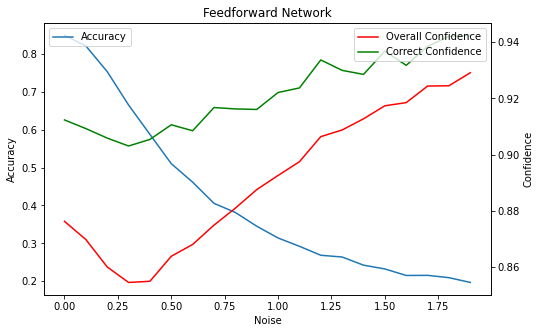 Feedforward Network
Accuracy
Overall Confidence
Correct Confidence
0.8
0.7
0.6
0.5
0.4
0.3
0.2
Accuracy
0.94
0.92
0.90
0.88
0.86
Confidence
0.00 0.25 0.50 0.75 1.00 1.25 1.50 1.75
Noise